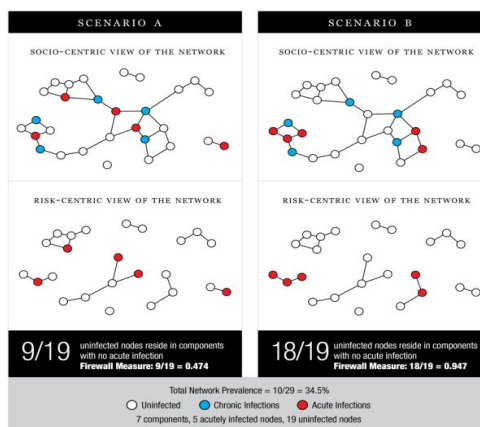 SCENARIO A
SOCIO-CENTRIC VIEW OF THE NETWORK
RISK-CENTRIC VIEW OF THE NETWORK
9/19
uninfected nodes reside in components
with no acute infection
Firewall Measure: 9/19 = 0.474
SCENARIO B
SOCIO-CENTRIC VIEW OF THE NETWORK
RISK-CENTRIC VIEW OF THE NETWORK
18/19
uninfected nodes reside in components
with no acute infection
Firewall Measure: 18/19 = 0.947
Total Network Prevalence = 10/29 = 34.5%
Uninfected Chronic Infections Acute Infections
7 components, 5 acutely infected nodes, 19 uninfected nodes